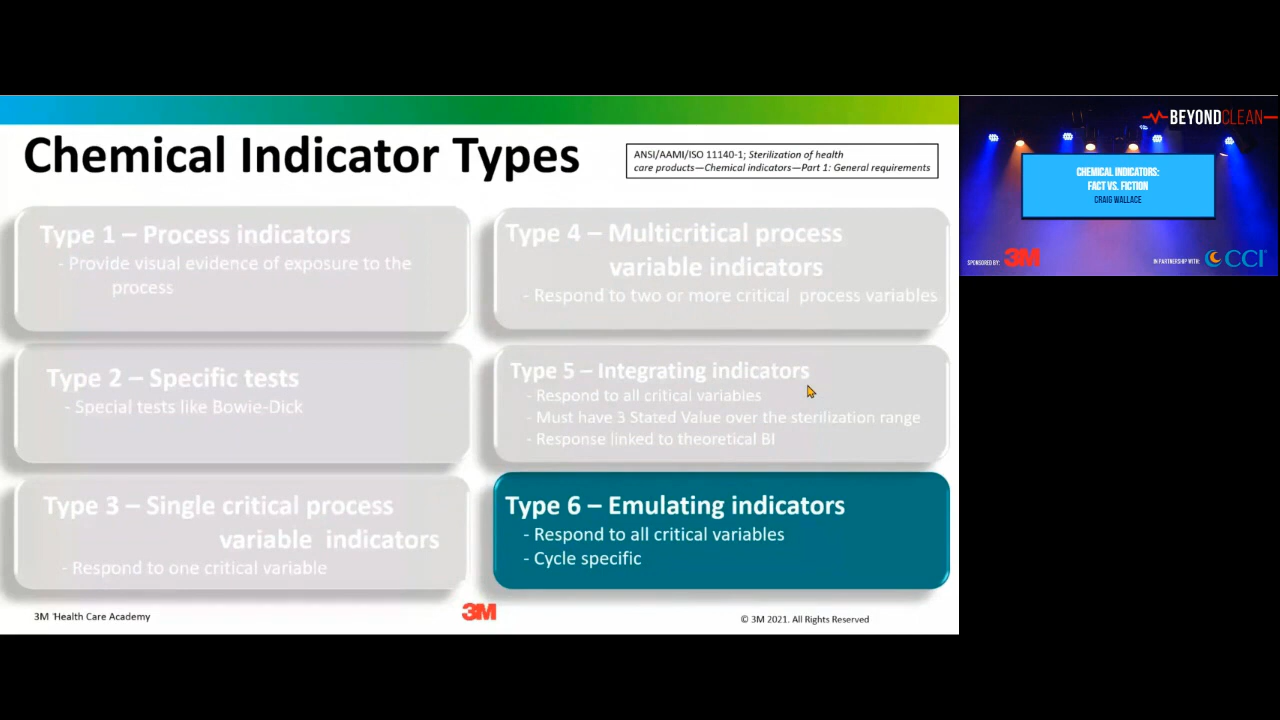 Chemical Indicator Types
ANSI/AAMI/ISO 11140-1; Sterilization of health
care products—Chemical indicators—Part 1: General requirements
Type 1 – Process indicators
- Provide visual evidence of exposure to the
process
Type 2 – Specific tests
- Special tests like Bowie-Dick
Type 3 – Single critical process
variable indicators
- Respond to one critical variable
Type 4 – Multicritical process
variable indicators
- Respond to two or more critical process variables
Type 5 – Integrating indicators
- Respond to all critical variables
- Must have 3 Stated Value over the sterilization range
- Response linked to theoretical BI
Type 6 – Emulating indicators
- Respond to all critical variables
- Cycle specific
3M Health Care Academy
3M
© 3M 2021. All Rights Reserved
BEYONDCLEAN
CHEMICAL INDICATORS:
FACT VS. FICTION
CRAIG WALLACE
SPONSORED BY: 3M
IN PARTNERSHIP WITH: CCI